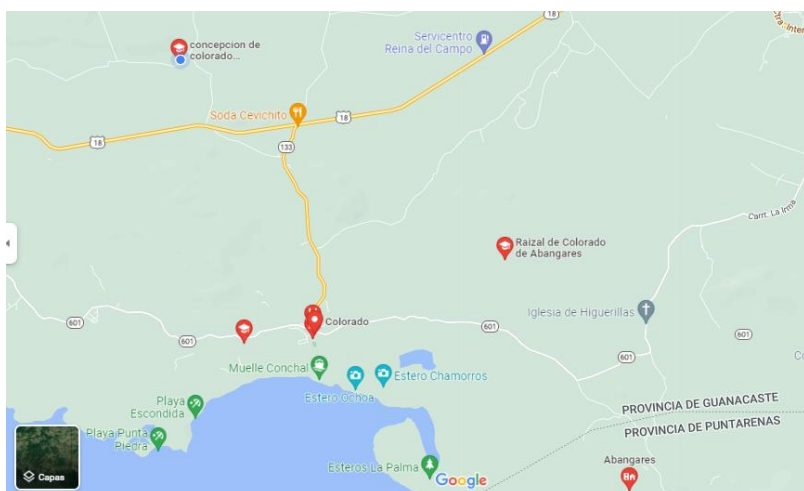 18
concepcion de
colorado...
Servicentro
Reina del Campo
Soda Cevichito
18
18
133
Carrt. La Irma
Raizal de Colorado
de Abangares
Iglesia de Higuerillas
601
601
Colorado
601
601
601
Muelle Conchal
Estero Chamorros
Estero Ochoa
Playa
Escondida
PROVINCIA DE GUANACASTE
PROVINCIA DE PUNTARENAS
Playa Punta
Piedra
Esteros La Palma
Google
Abangares
Capas